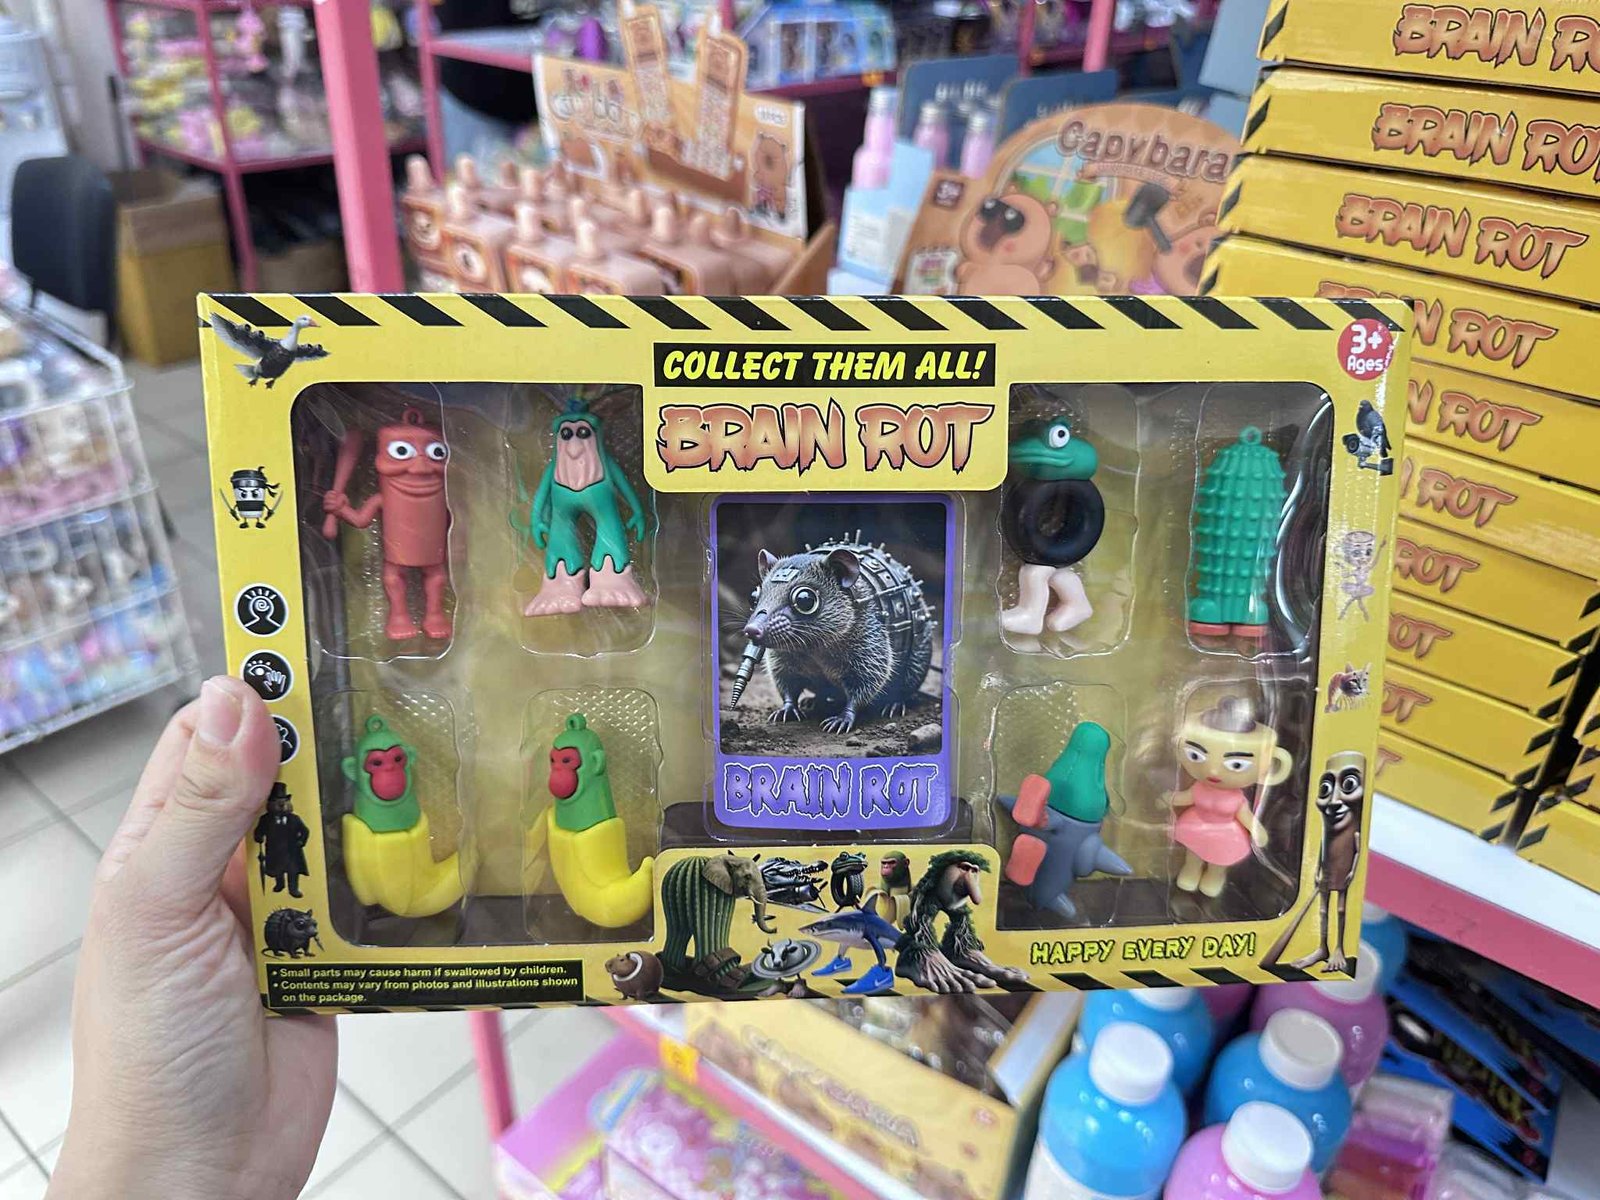 Capybara
BRAIN RO
BRAIN RO
BRAIN ROT
N ROT
N ROT
N ROT
ROT
ROT
COLLECT THEM ALL!
3+
Ages
BRAIN ROT
BRAIN ROT
HAPPY EVERY DAY!
• Small parts may cause harm if swallowed by children.
• Contents may vary from photos and illustrations shown
on the package.